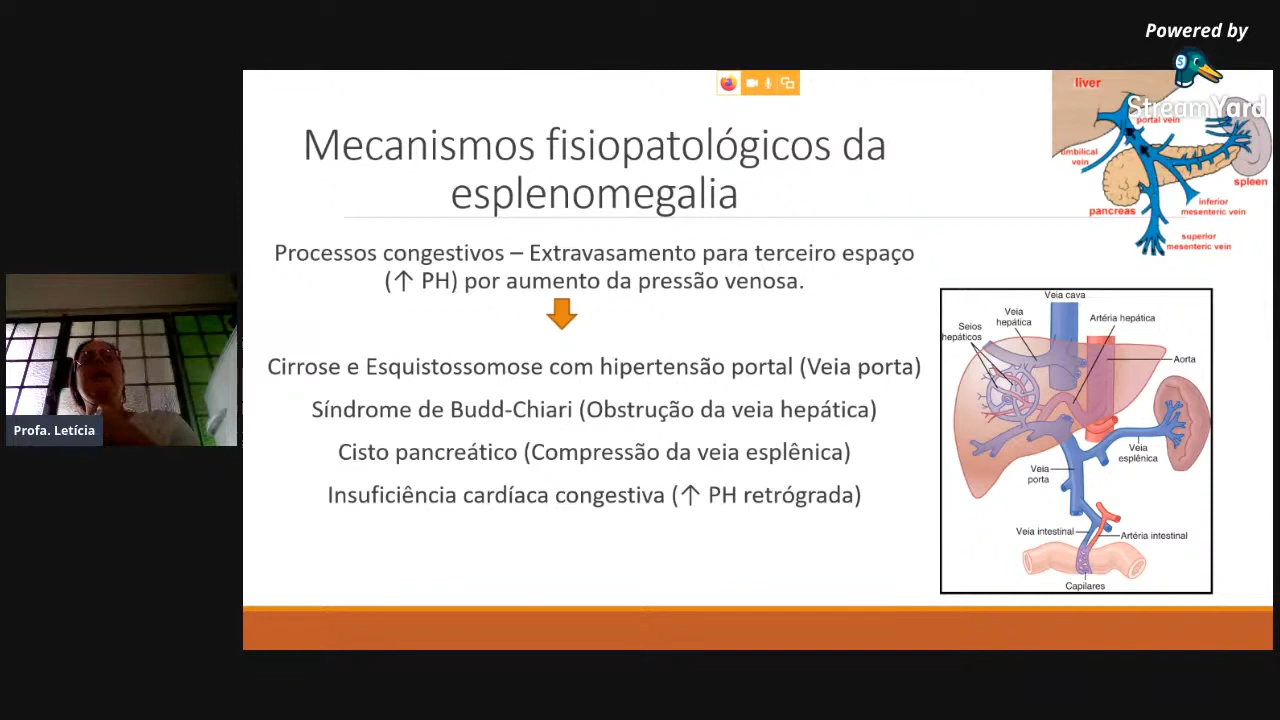 Powered by
StreamYard
Mecanismos fisiopatológicos da
esplenomegalia
Processos congestivos – Extravasamento para terceiro espaço
(↑ PH) por aumento da pressão venosa.
Cirrose e Esquistossomose com hipertensão portal (Veia porta)
Síndrome de Budd-Chiari (Obstrução da veia hepática)
Cisto pancreático (Compressão da veia esplênica)
Insuficiência cardíaca congestiva (↑ PH retrógrada)
liver
portal vein
umbilical
vein
spleen
pancreas
inferior
mesenteric vein
superior
mesenteric vein
Veia cava
Veia
hepática
Artéria hepática
Seios
hepáticos
Aorta
Veia
esplênica
Veia
porta
Veia intestinal
Artéria intestinal
Capilares
Profa. Letícia